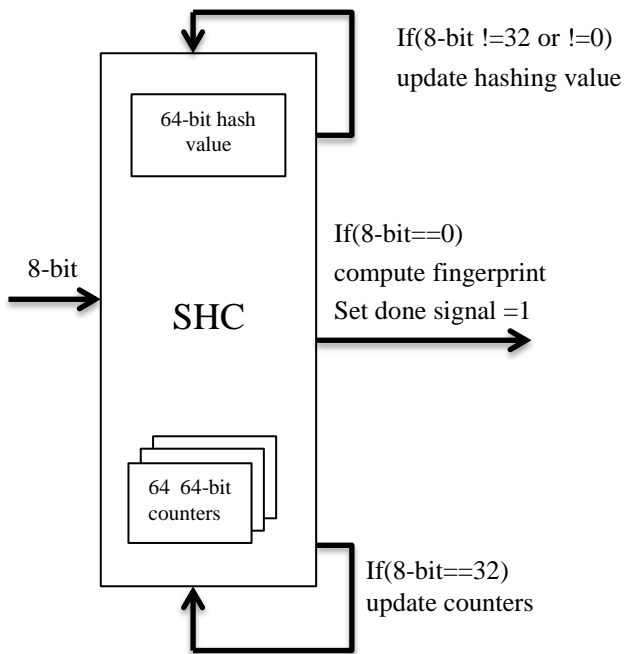 If(8-bit !=32 or !=0)
update hashing value
64-bit hash
value
If(8-bit==0)
8-bit
compute fingerprint
SHC
Set done signal =1
64 64-bit
counters
If(8-bit==32)
update counters